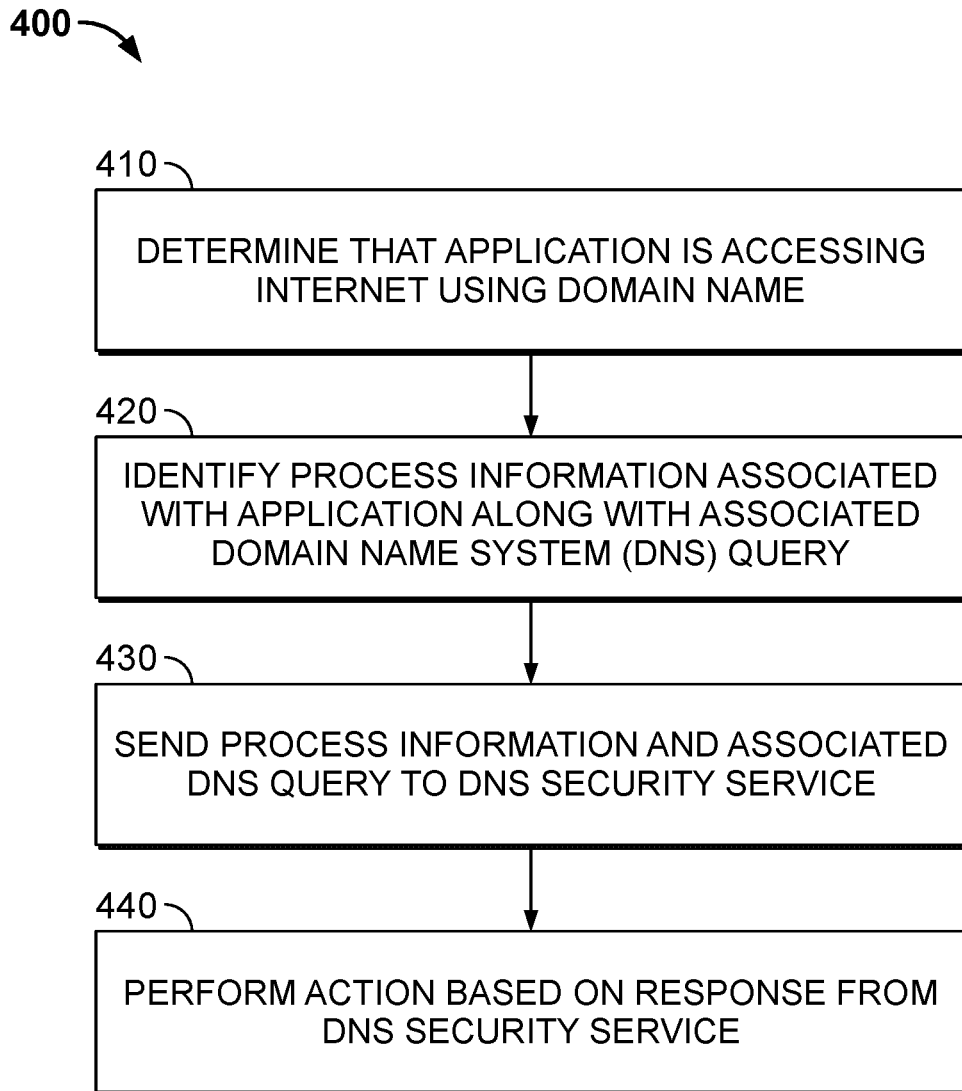 400
410
DETERMINE THAT APPLICATION IS ACCESSING
INTERNET USING DOMAIN NAME
420
IDENTIFY PROCESS INFORMATION ASSOCIATED
WITH APPLICATION ALONG WITH ASSOCIATED
DOMAIN NAME SYSTEM (DNS) QUERY
430
SEND PROCESS INFORMATION AND ASSOCIATED
DNS QUERY TO DNS SECURITY SERVICE
440
PERFORM ACTION BASED ON RESPONSE FROM
DNS SECURITY SERVICE